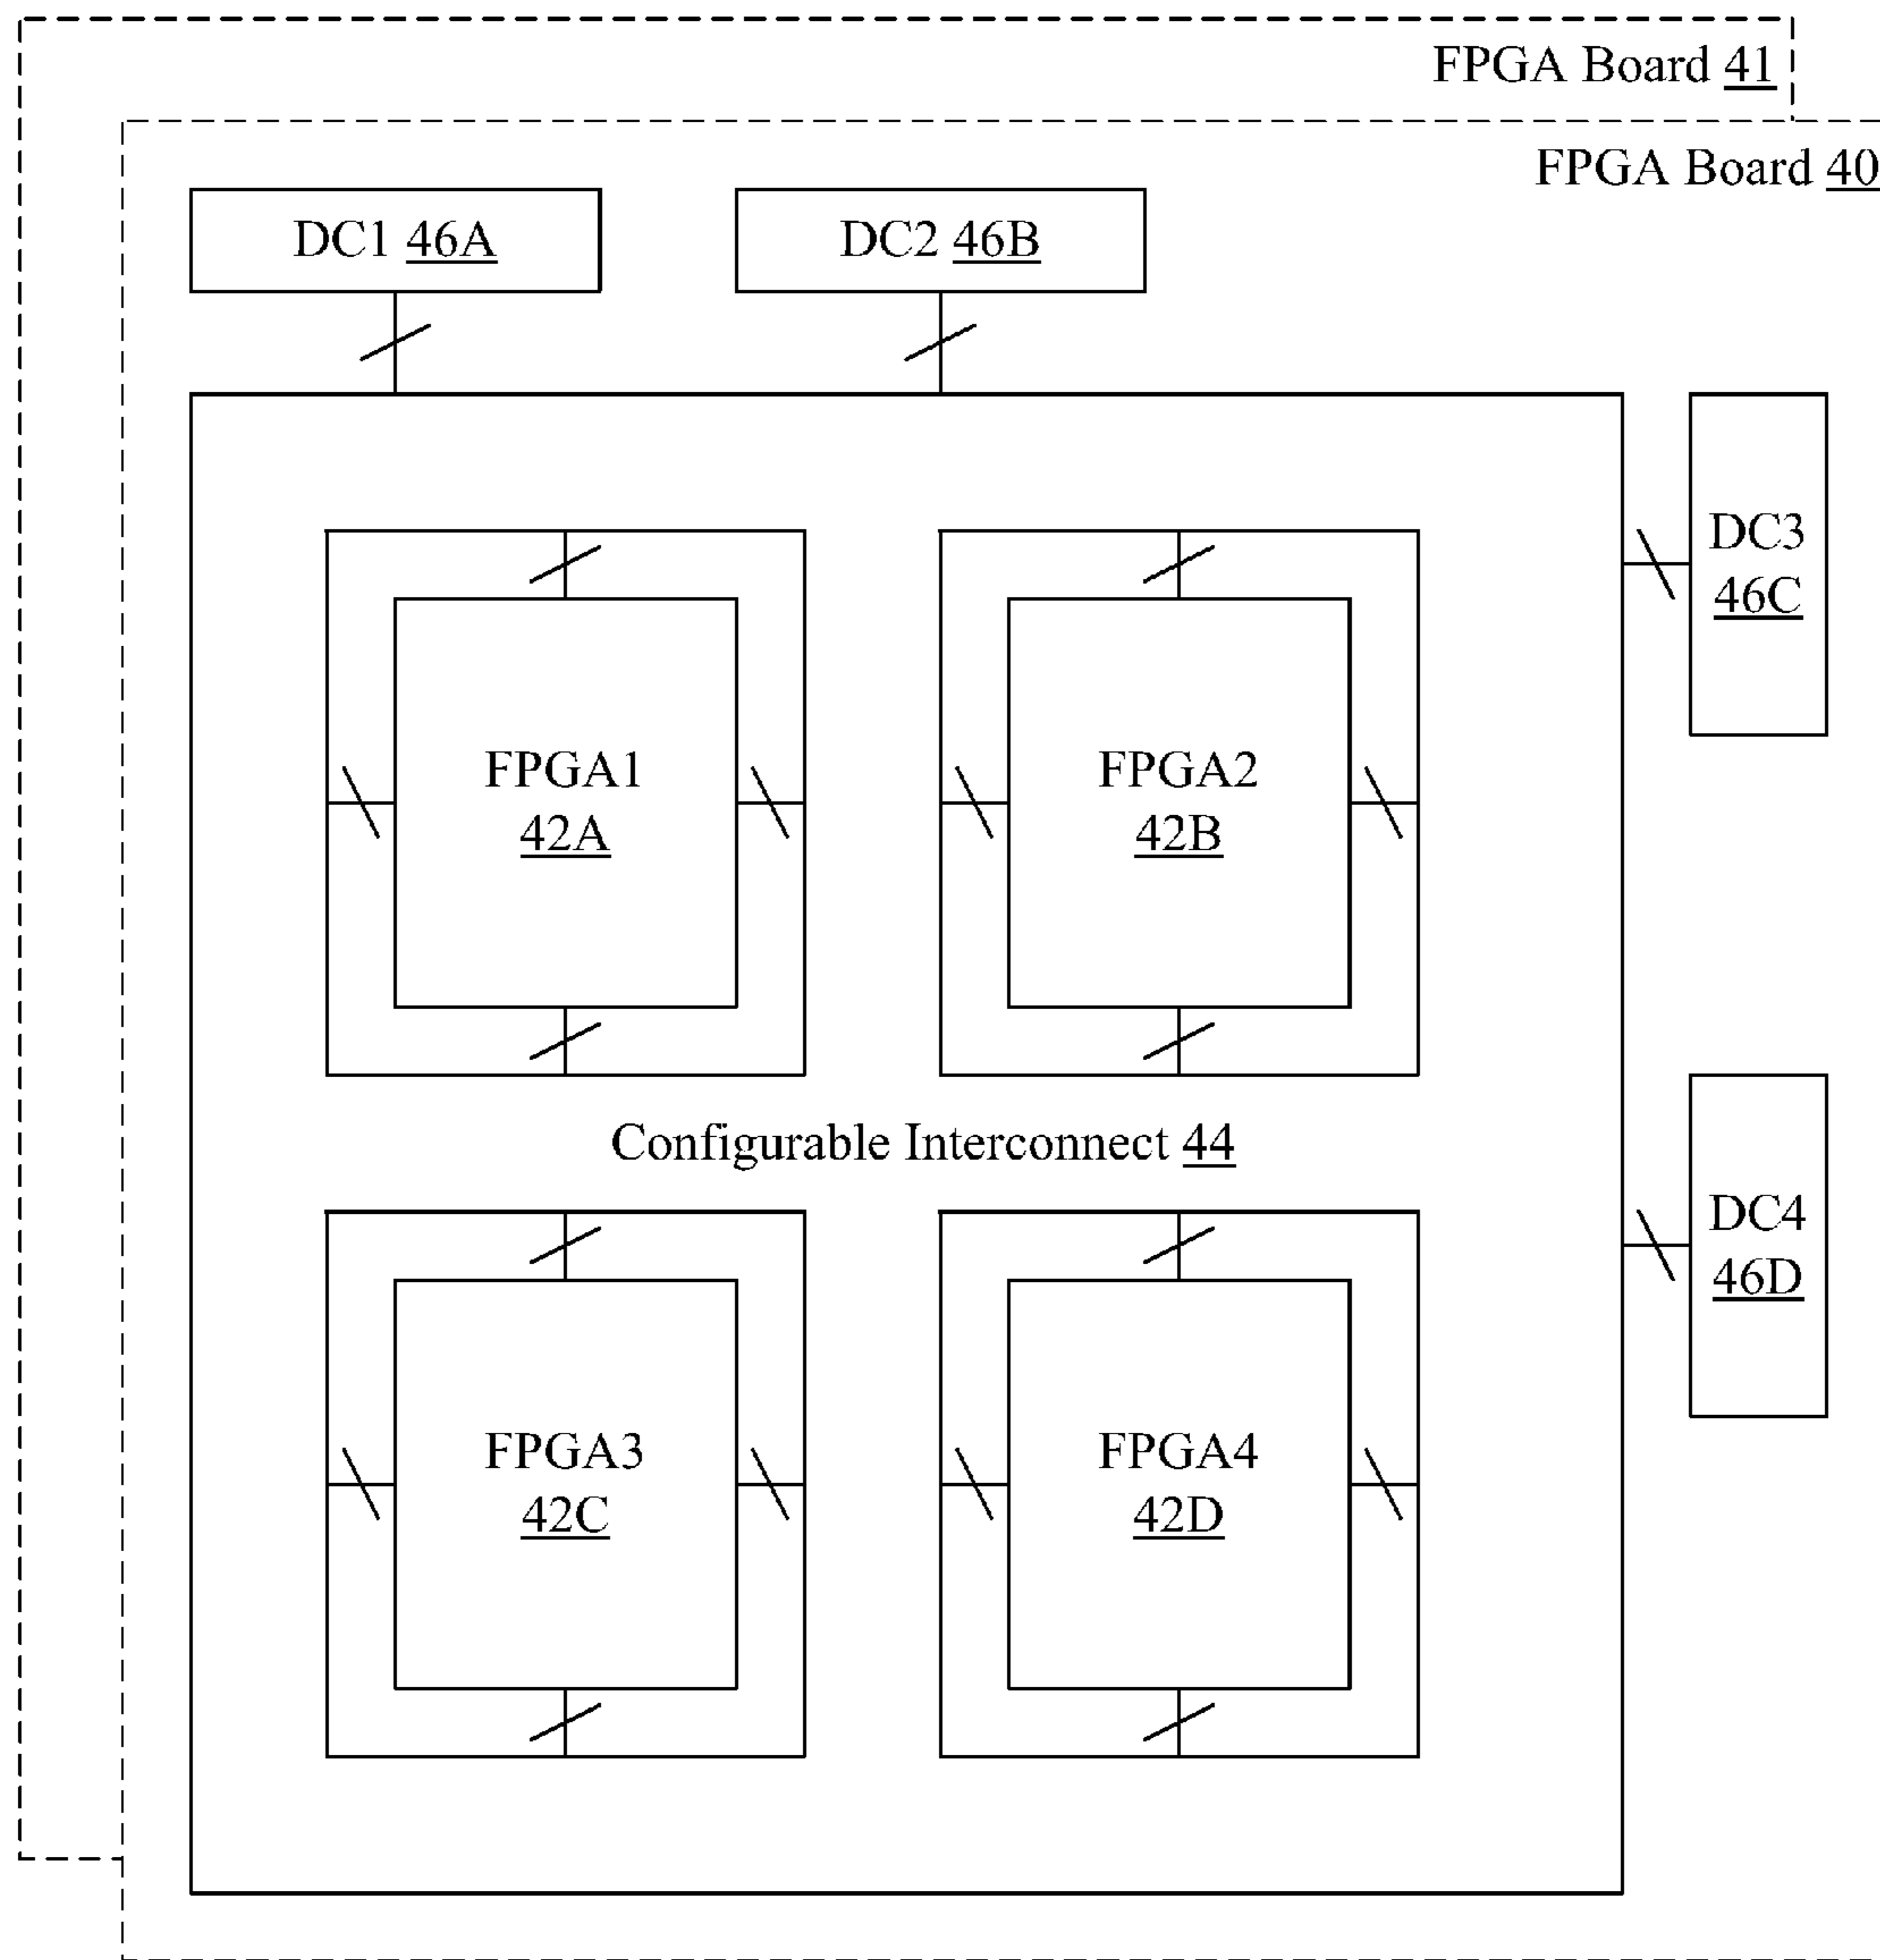 FPGA Board 41
FPGA Board 40
DC1 46A
DC2 46B
DC3
46C
FPGA1
42A
FPGA2
42B
Configurable Interconnect 44
DC4
46D
FPGA3
42C
FPGA4
42D